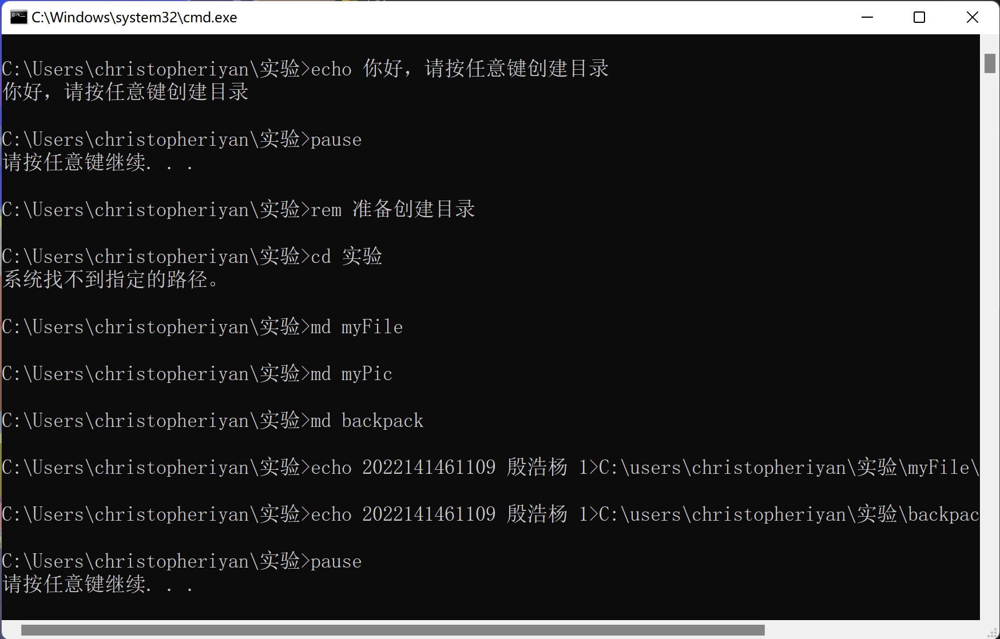 C:\Windows\system32\cmd.exe
C:\Users\christopheriyan\实验>echo 你好，请按任意键创建目录
你好，请按任意键创建目录
C:\Users\christopheriyan\实验>pause
请按任意键继续. . .
C:\Users\christopheriyan\实验>rem 准备创建目录
C:\Users\christopheriyan\实验>cd 实验
系统找不到指定的路径。
C:\Users\christopheriyan\实验>md myFile
C:\Users\christopheriyan\实验>md myPic
C:\Users\christopheriyan\实验>md backpack
C:\Users\christopheriyan\实验>echo 2022141461109 殷浩杨 1>C:\users\christopheriyan\实验\myFile\
C:\Users\christopheriyan\实验>echo 2022141461109 殷浩杨 1>C:\users\christopheriyan\实验\backpac
C:\Users\christopheriyan\实验>pause
请按任意键继续. . .